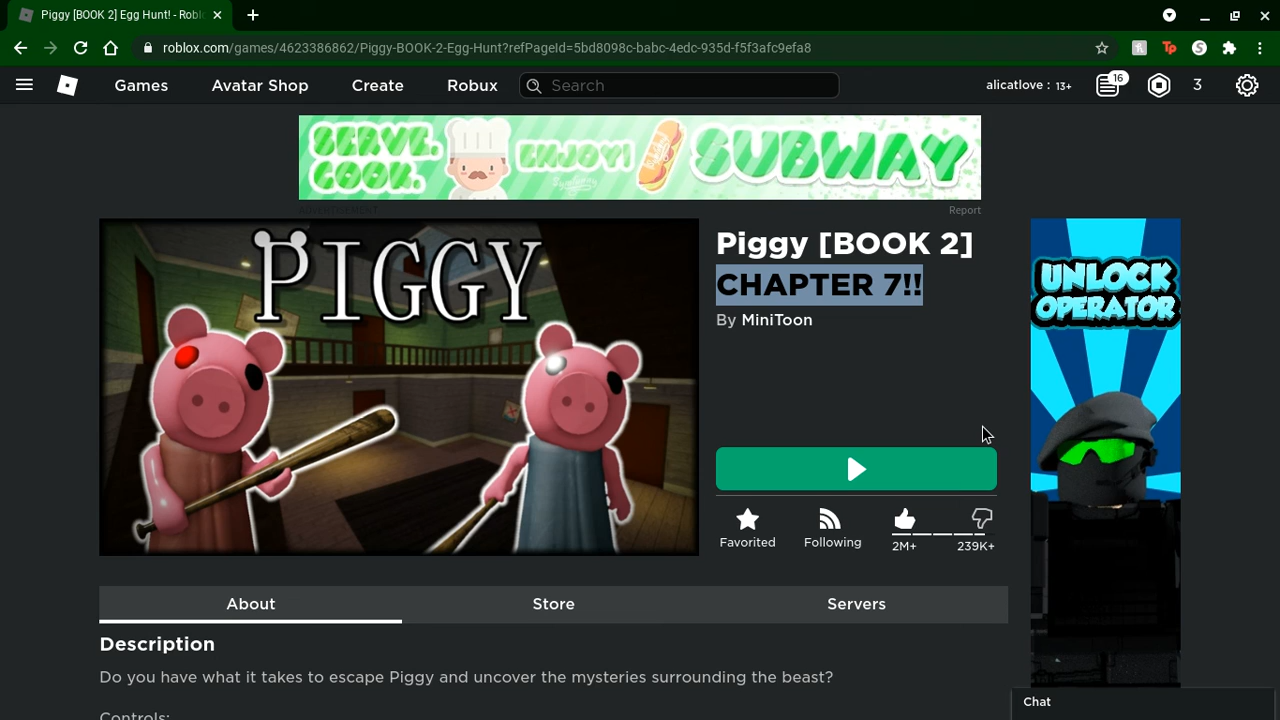 Piggy [BOOK 2] Egg Hunt! - Robl
roblox.com/games/4623386862/Piggy-BOOK-2-Egg-Hunt?refPageId=5bd8098c-babc-4edc-935d-f5f3afc9efa8
Games Avatar Shop Create Robux Search alicatlove : 13+ 16 3
SERVE. COOK. ENJOY! SUBWAY
ADVERTISEMENT Report
PIGGY
Piggy [BOOK 2]
CHAPTER 7!!
By MiniToon
UNLOCK
OPERATOR
Favorited Following 2M+ 239K+
About Store Servers
Description
Do you have what it takes to escape Piggy and uncover the mysteries surrounding the beast?
Controls:
Chat